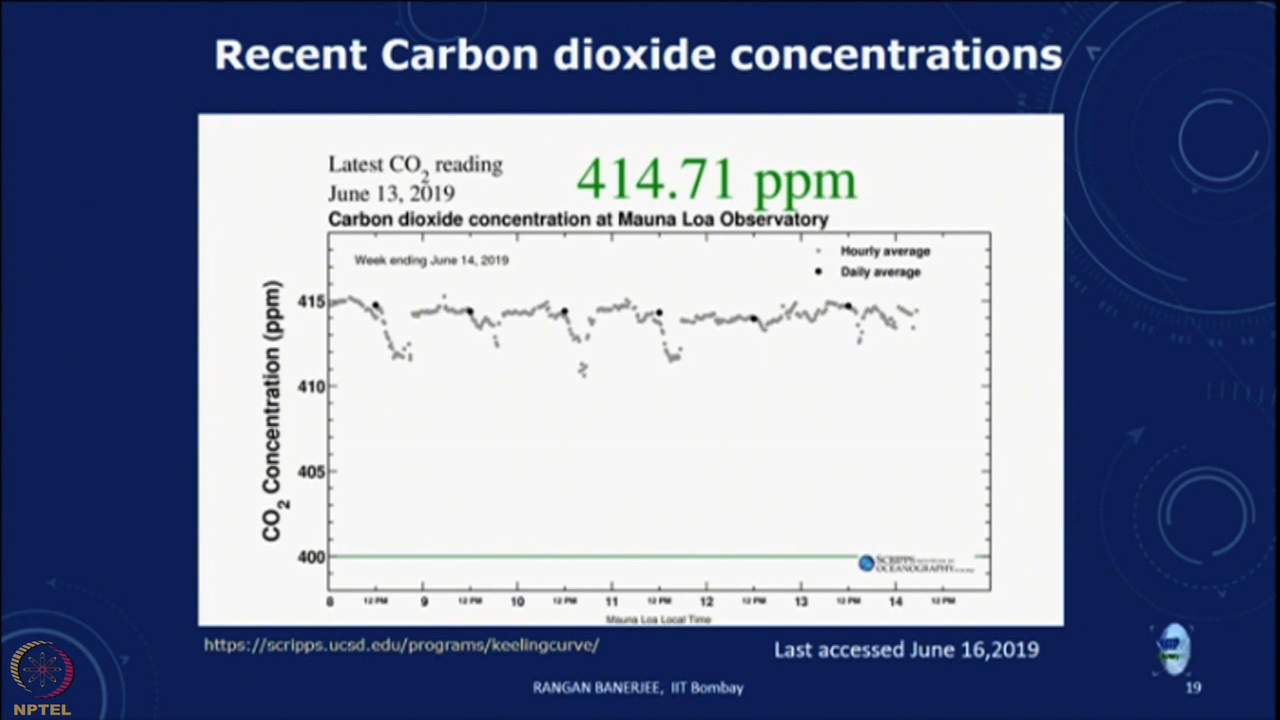 Recent Carbon dioxide concentrations
Latest CO2 reading
June 13, 2019
414.71 ppm
Carbon dioxide concentration at Mauna Loa Observatory
Week ending June 14, 2019
Hourly average
Daily average
CO2 Concentration (ppm)
415
410
405
400
SCRIPPS
OCEANOGRAPHY
8 12 PM 9 12 PM 10 12 PM 11 12 PM 12 12 PM 13 12 PM 14 12 PM
Mauna Loa Local Time
https://scripps.ucsd.edu/programs/keelingcurve/
Last accessed June 16,2019
RANGAN BANERJEE, IIT Bombay
19
NPTEL